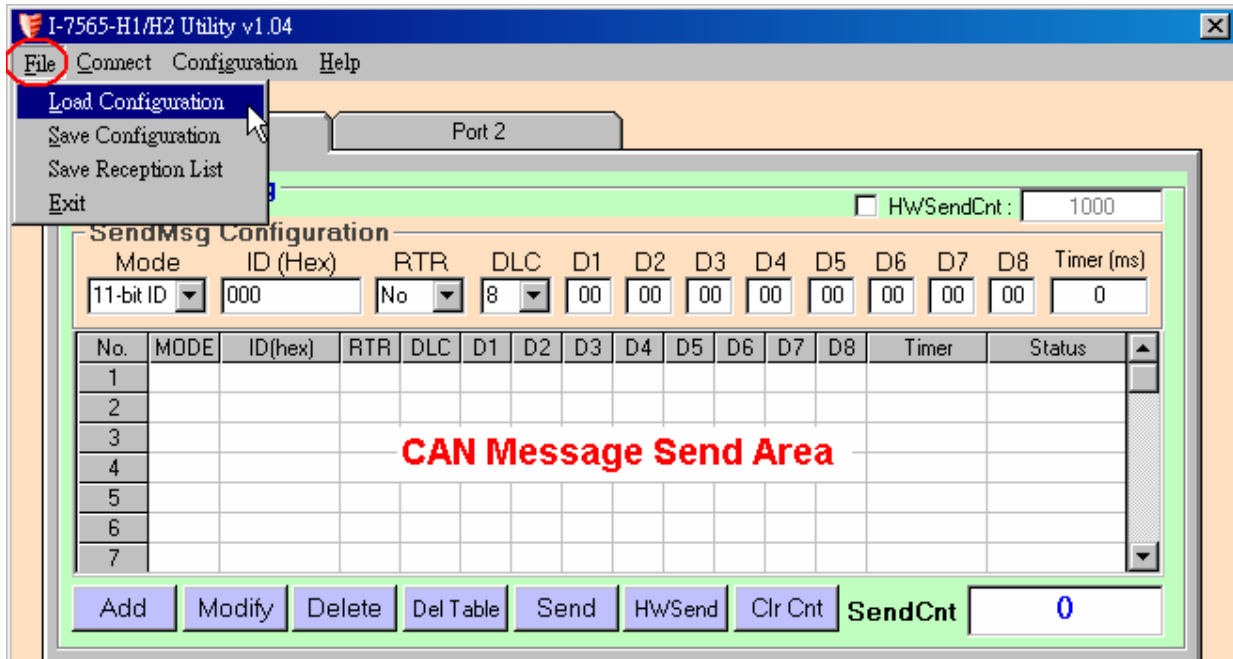 I-7565-H1/H2 Utility v1.04
File Connect Configuration Help
Load Configuration
Save Configuration
Save Reception List
Exit
Port 2
HWSendCnt : 1000
SendMsg Configuration
Mode ID (Hex) RTR DLC D1 D2 D3 D4 D5 D6 D7 D8 Timer (ms)
11-bit ID 000 No 8 00 00 00 00 00 00 00 00 0
No. MODE ID(hex) RTR DLC D1 D2 D3 D4 D5 D6 D7 D8 Timer Status
1
2
3
CAN Message Send Area
4
5
6
7
Add Modify Delete Del Table Send HWSend Clr Cnt SendCnt 0